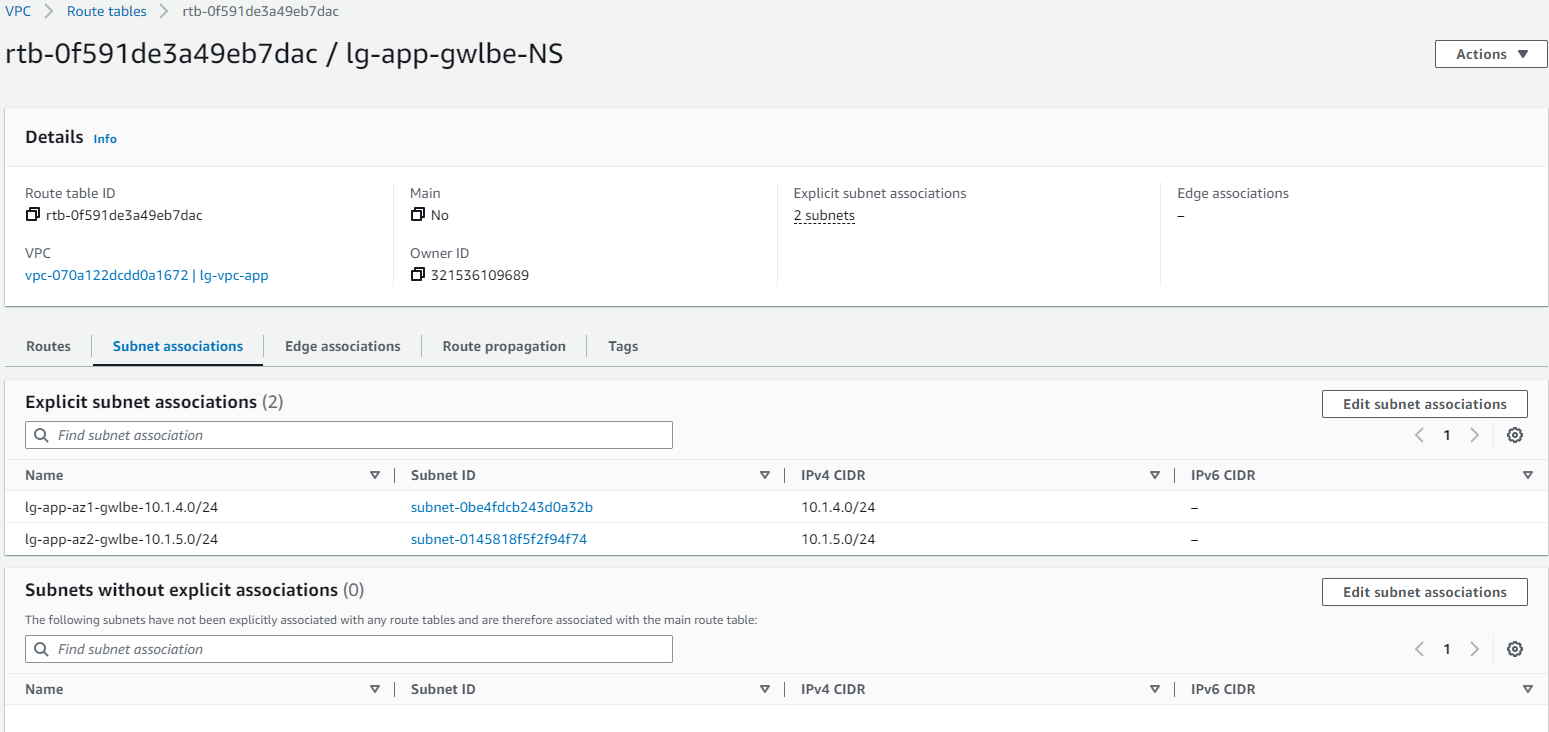 VPC Route tables rtb-0f591de3a49eb7dac
rtb-0f591de3a49eb7dac / lg-app-gwlbe-NS
Actions
Details Info
Route table ID Main Explicit subnet associations Edge associations
rtb-0f591de3a49eb7dac No 2 subnets –
VPC Owner ID
vpc-070a122dcdd0a1672 | lg-vpc-app 321536109689
Routes Subnet associations Edge associations Route propagation Tags
Explicit subnet associations (2) Edit subnet associations
Find subnet association 1
Name Subnet ID IPv4 CIDR IPv6 CIDR
lg-app-az1-gwlbe-10.1.4.0/24 subnet-0be4fdcb243d0a32b 10.1.4.0/24 –
lg-app-az2-gwlbe-10.1.5.0/24 subnet-0145818f5f2f94f74 10.1.5.0/24 –
Subnets without explicit associations (0) Edit subnet associations
The following subnets have not been explicitly associated with any route tables and are therefore associated with the main route table:
Find subnet association 1
Name Subnet ID IPv4 CIDR IPv6 CIDR